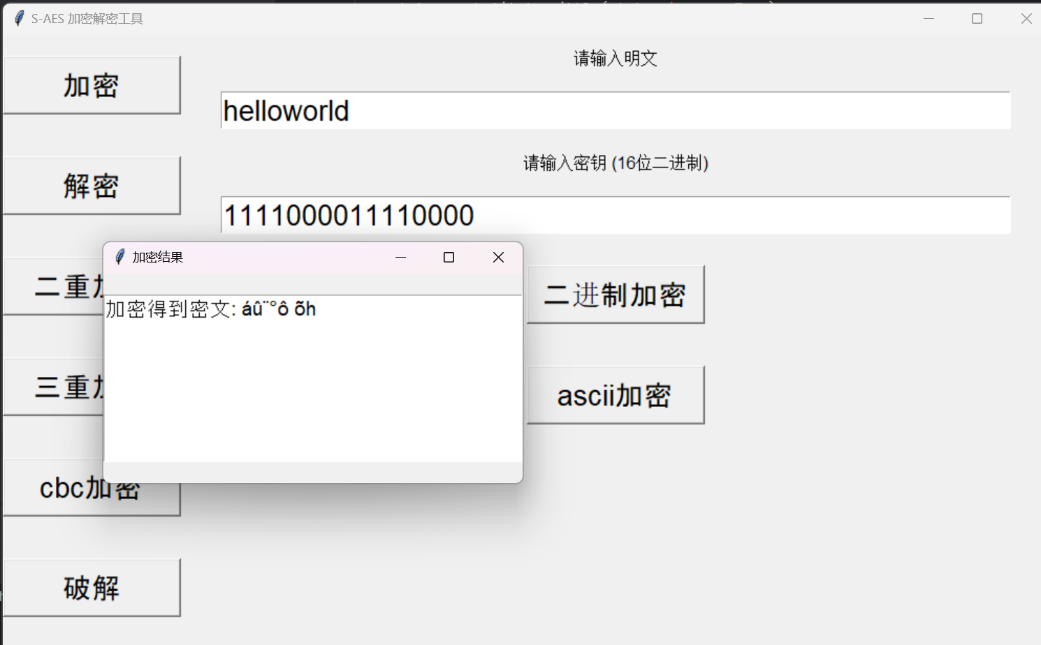 S-AES 加密解密工具
加密
请输入明文
helloworld
解密
请输入密钥 (16位二进制)
1111000011110000
加密结果
加密得到密文: áû¨°ô õh
二重加
二进制加密
三重加
ascii加密
cbc加密
破解